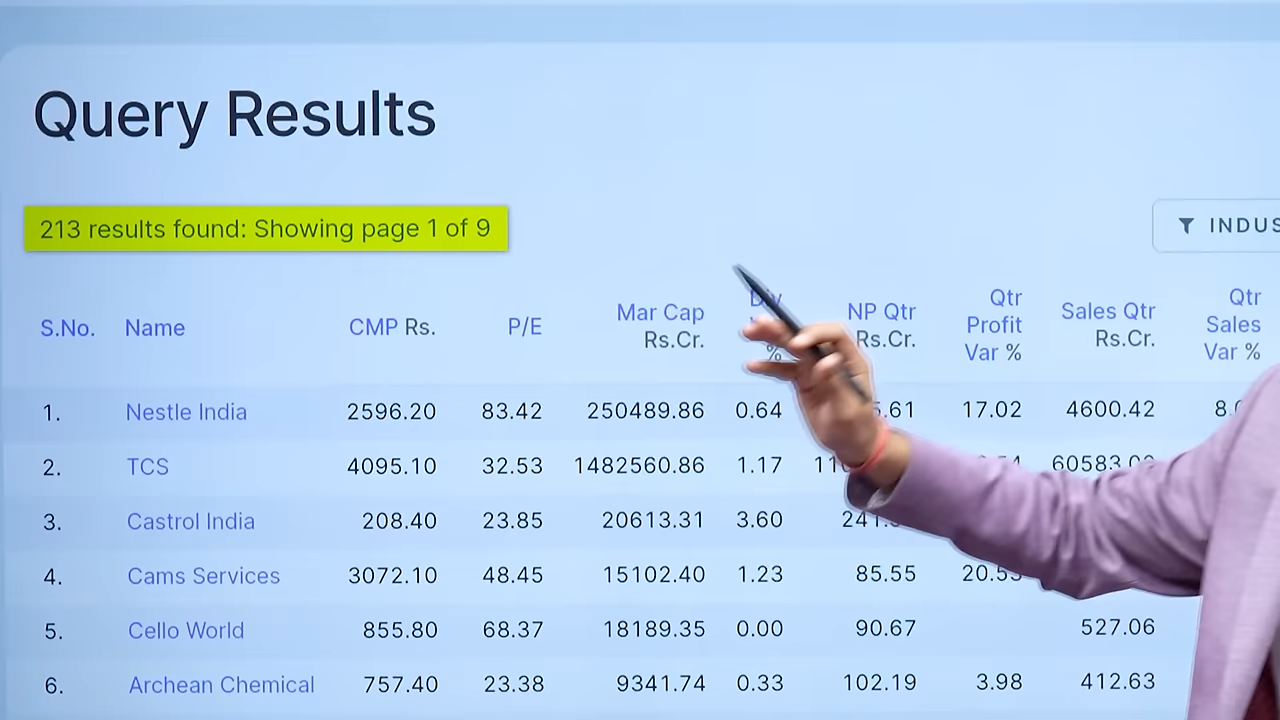 Query Results
213 results found: Showing page 1 of 9
INDUS
S.No. Name CMP Rs. P/E Mar Cap Rs.Cr. % NP Qtr Rs.Cr. Qtr Profit Var % Sales Qtr Rs.Cr. Qtr Sales Var %
1. Nestle India 2596.20 83.42 250489.86 0.64 17.02 4600.42
2. TCS 4095.10 32.53 1482560.86 1.17
3. Castrol India 208.40 23.85 20613.31 3.60
4. Cams Services 3072.10 48.45 15102.40 1.23 85.55
5. Cello World 855.80 68.37 18189.35 0.00 90.67 527.06
6. Archean Chemical 757.40 23.38 9341.74 0.33 102.19 3.98 412.63